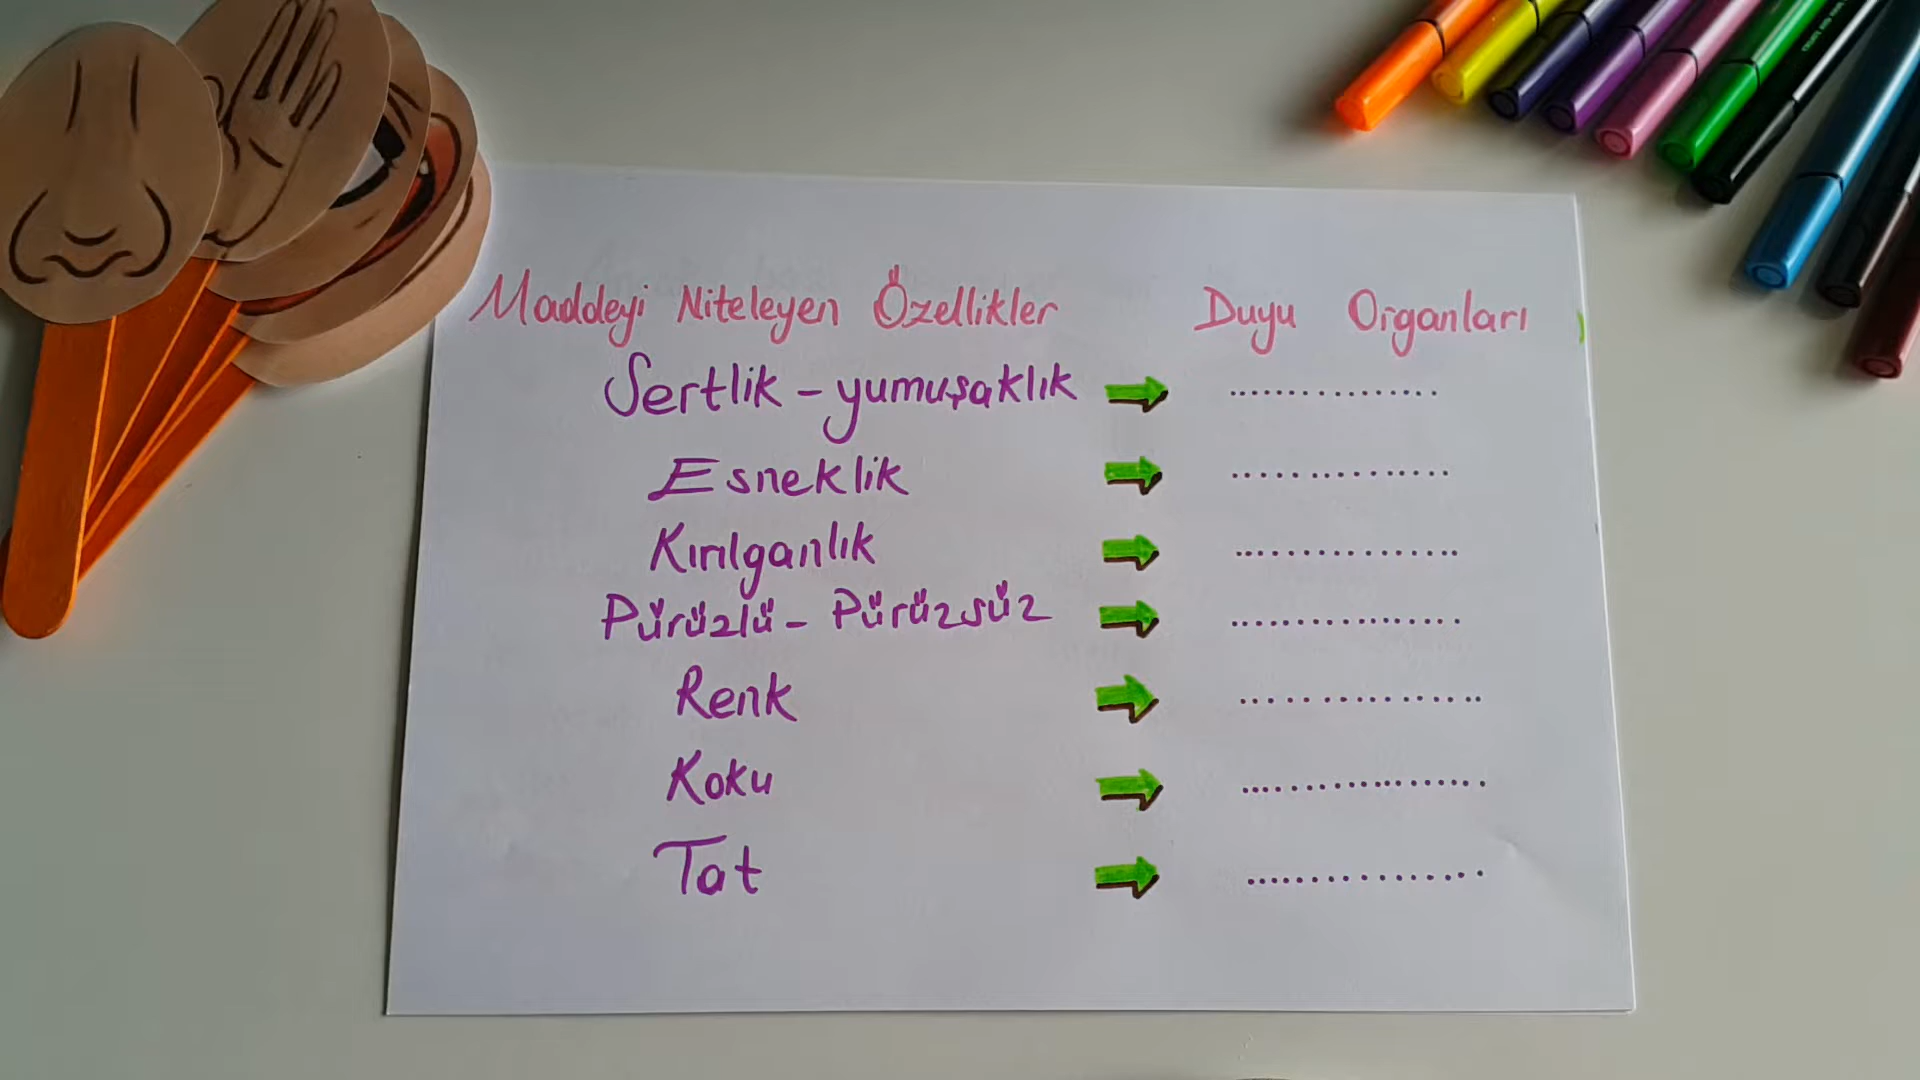 Maddeyi Niteleyen Özellikler Duyu Organları
Sertlik - yumuşaklık ................
Esneklik ................
Kırılganlık ................
Pürüzlü - Pürüzsüz ................
Renk ................
Koku ................
Tat ................